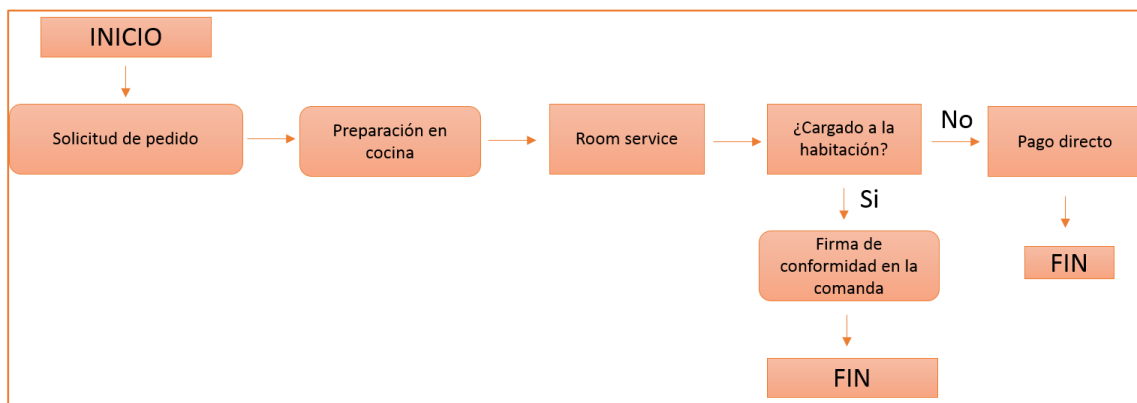 INICIO
Solicitud de pedido
Preparación en
cocina
Room service
¿Cargado a la
habitación?
No
Pago directo
Si
Firma de
conformidad en la
comanda
FIN
FIN